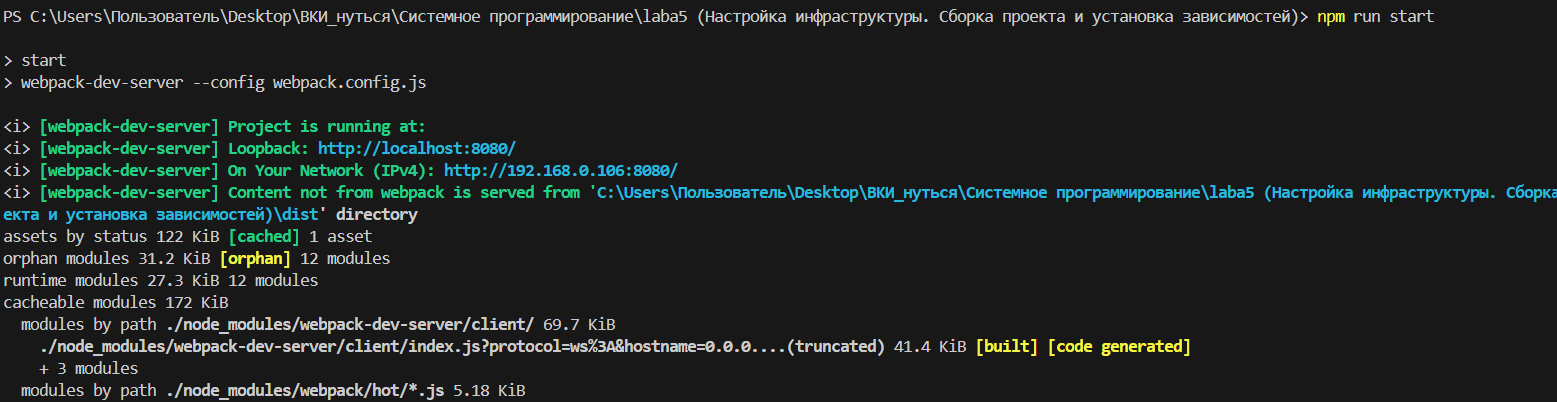 PS C:\Users\Пользователь\Desktop\ВКИ_нуться\Системное программирование\laba5 (Настройка инфраструктуры. Сборка проекта и установка зависимостей)> npm run start
> start
> webpack-dev-server --config webpack.config.js
<i> [webpack-dev-server] Project is running at:
<i> [webpack-dev-server] Loopback: http://localhost:8080/
<i> [webpack-dev-server] On Your Network (IPv4): http://192.168.0.106:8080/
<i> [webpack-dev-server] Content not from webpack is served from 'C:\Users\Пользователь\Desktop\ВКИ_нуться\Системное программирование\laba5 (Настройка инфраструктуры. Сборка
екта и установка зависимостей)\dist' directory
assets by status 122 KiB [cached] 1 asset
orphan modules 31.2 KiB [orphan] 12 modules
runtime modules 27.3 KiB 12 modules
cacheable modules 172 KiB
modules by path ./node_modules/webpack-dev-server/client/ 69.7 KiB
./node_modules/webpack-dev-server/client/index.js?protocol=ws%3A&hostname=0.0.0....(truncated) 41.4 KiB [built] [code generated]
+ 3 modules
modules by path ./node_modules/webpack/hot/*.js 5.18 KiB